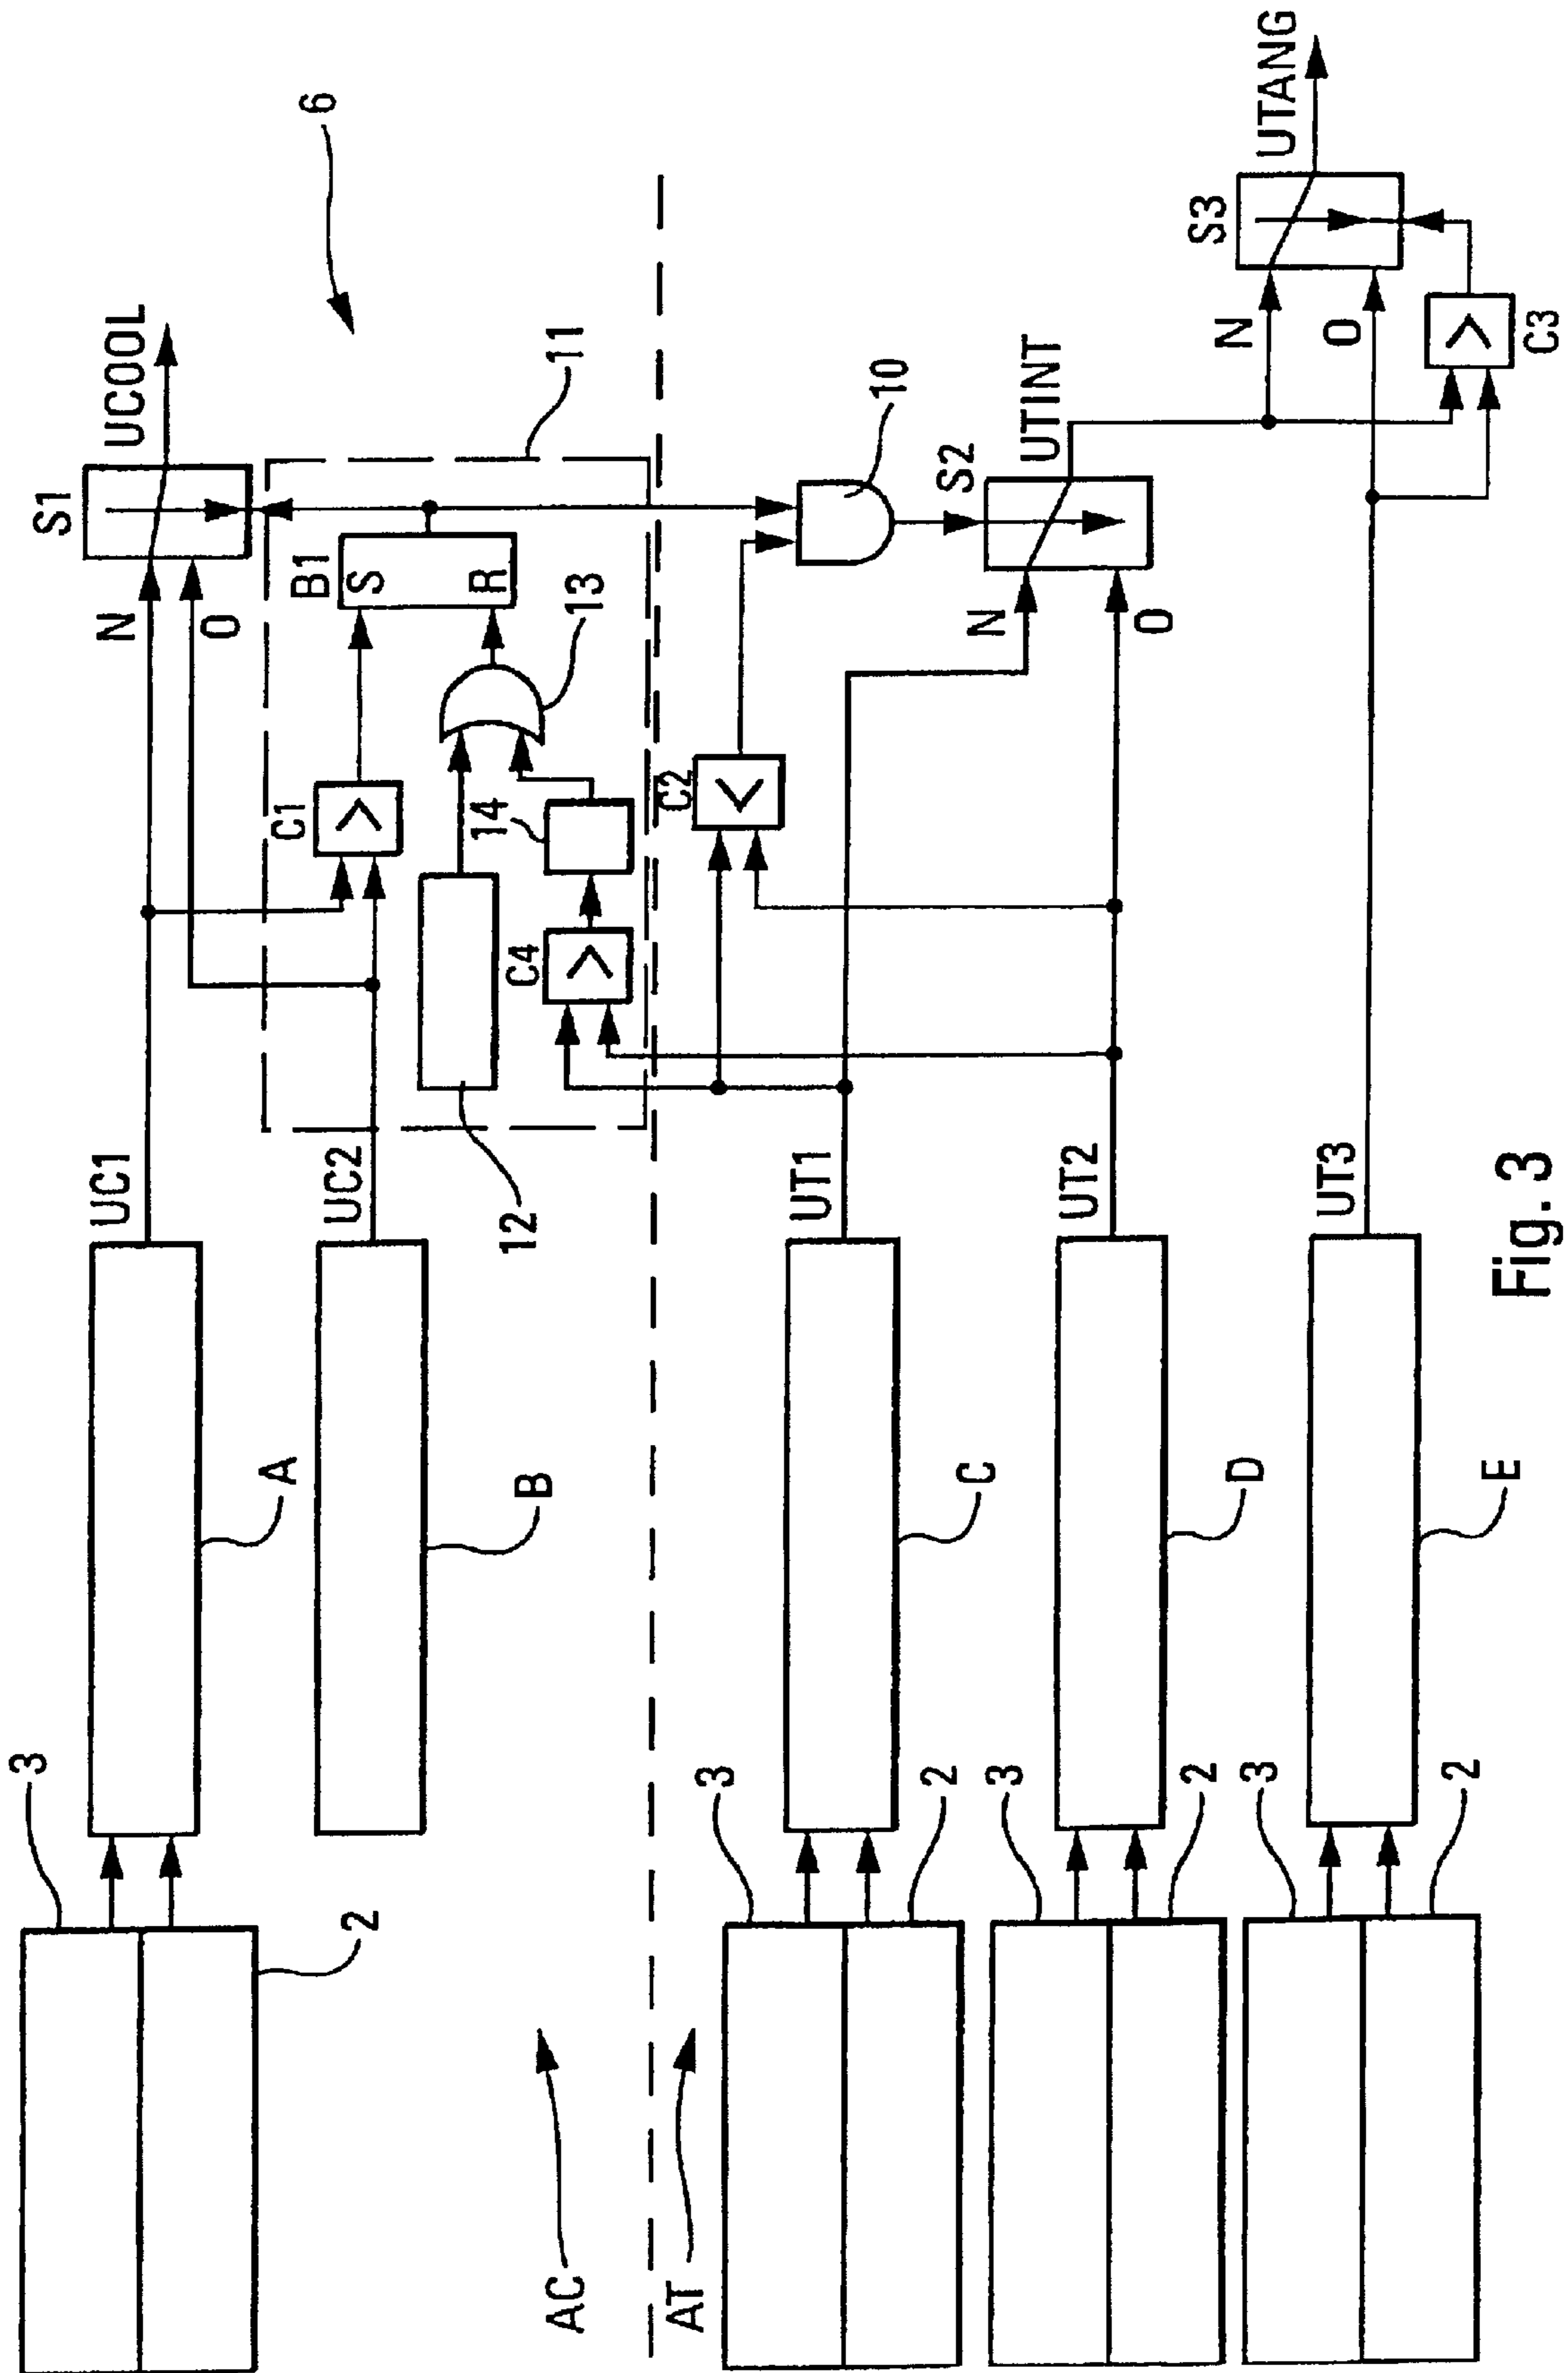 6
S1
UCOOL
N
O
11
B1
S
R
C1
13
14
C4
12
UC1
UC2
A
B
3
2
AC
AT
10
C2
S2
UTINT
N
O
S3
UTANG
N
O
C3
UT1
UT2
UT3
C
D
E
3
2
3
2
3
2
Fig. 3